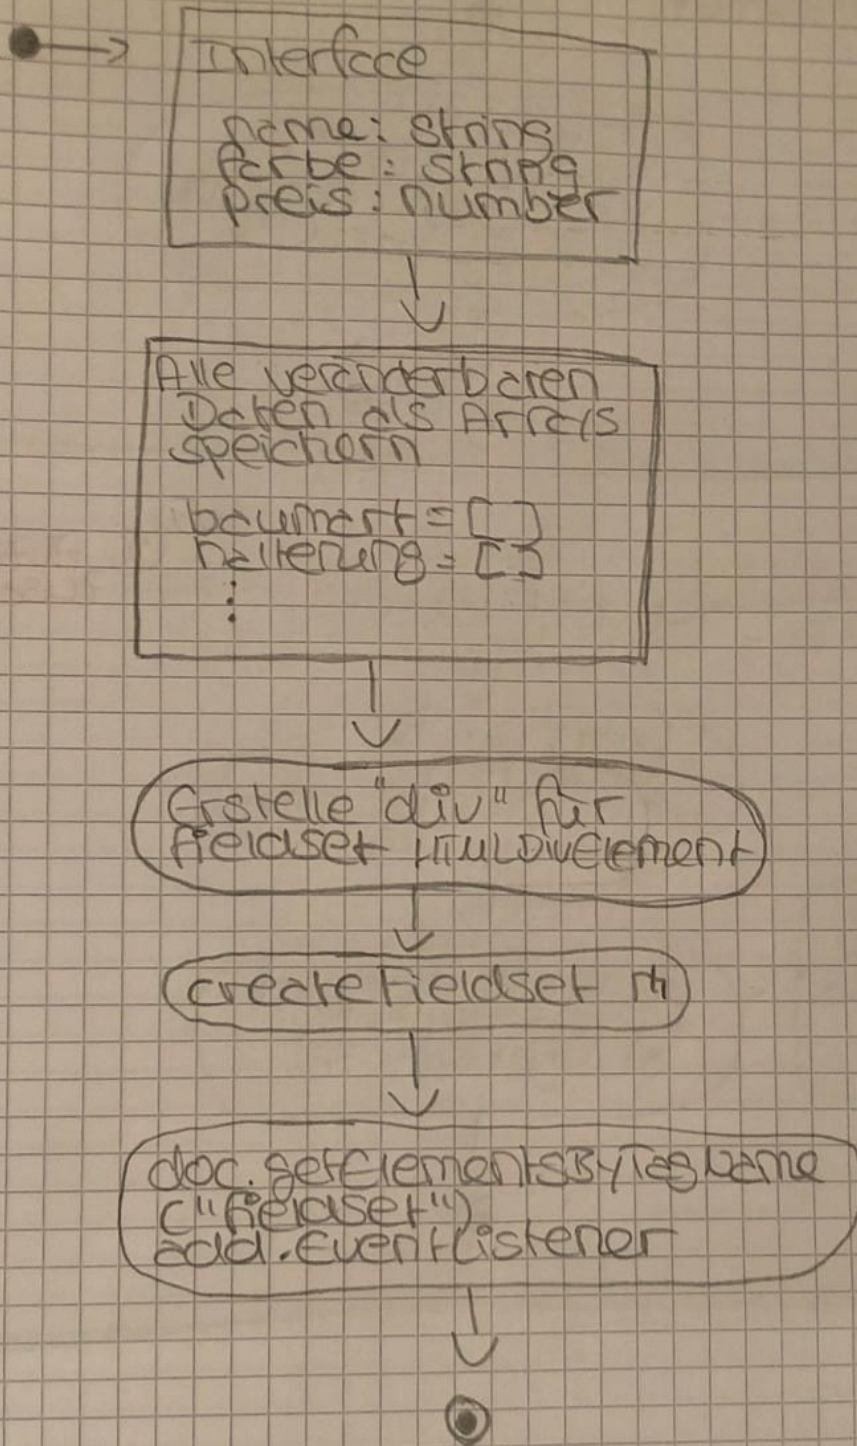 Interface
name: string
farbe: string
preis: number
Alle veränderbaren
Daten als Arrays
speichern
baumart = [ ]
halterung = [ ]
⋮
Erstelle "div" für
fieldset HTMLDivElement
createFieldset
doc.getElementsByTagName
("fieldset")
add.EventListener